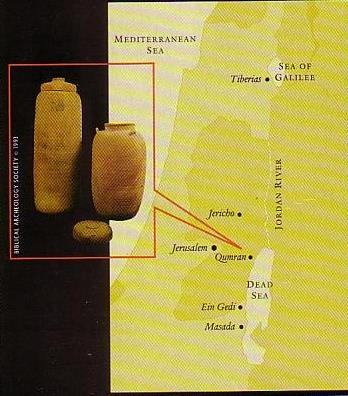 MEDITERRANEAN
SEA
SEA OF
GALILEE
Tiberias
JORDAN RIVER
Jericho
Jerusalem
Qumran
DEAD
SEA
Ein Gedi
Masada
BIBLICAL ARCHEOLOGY SOCIETY © 1993